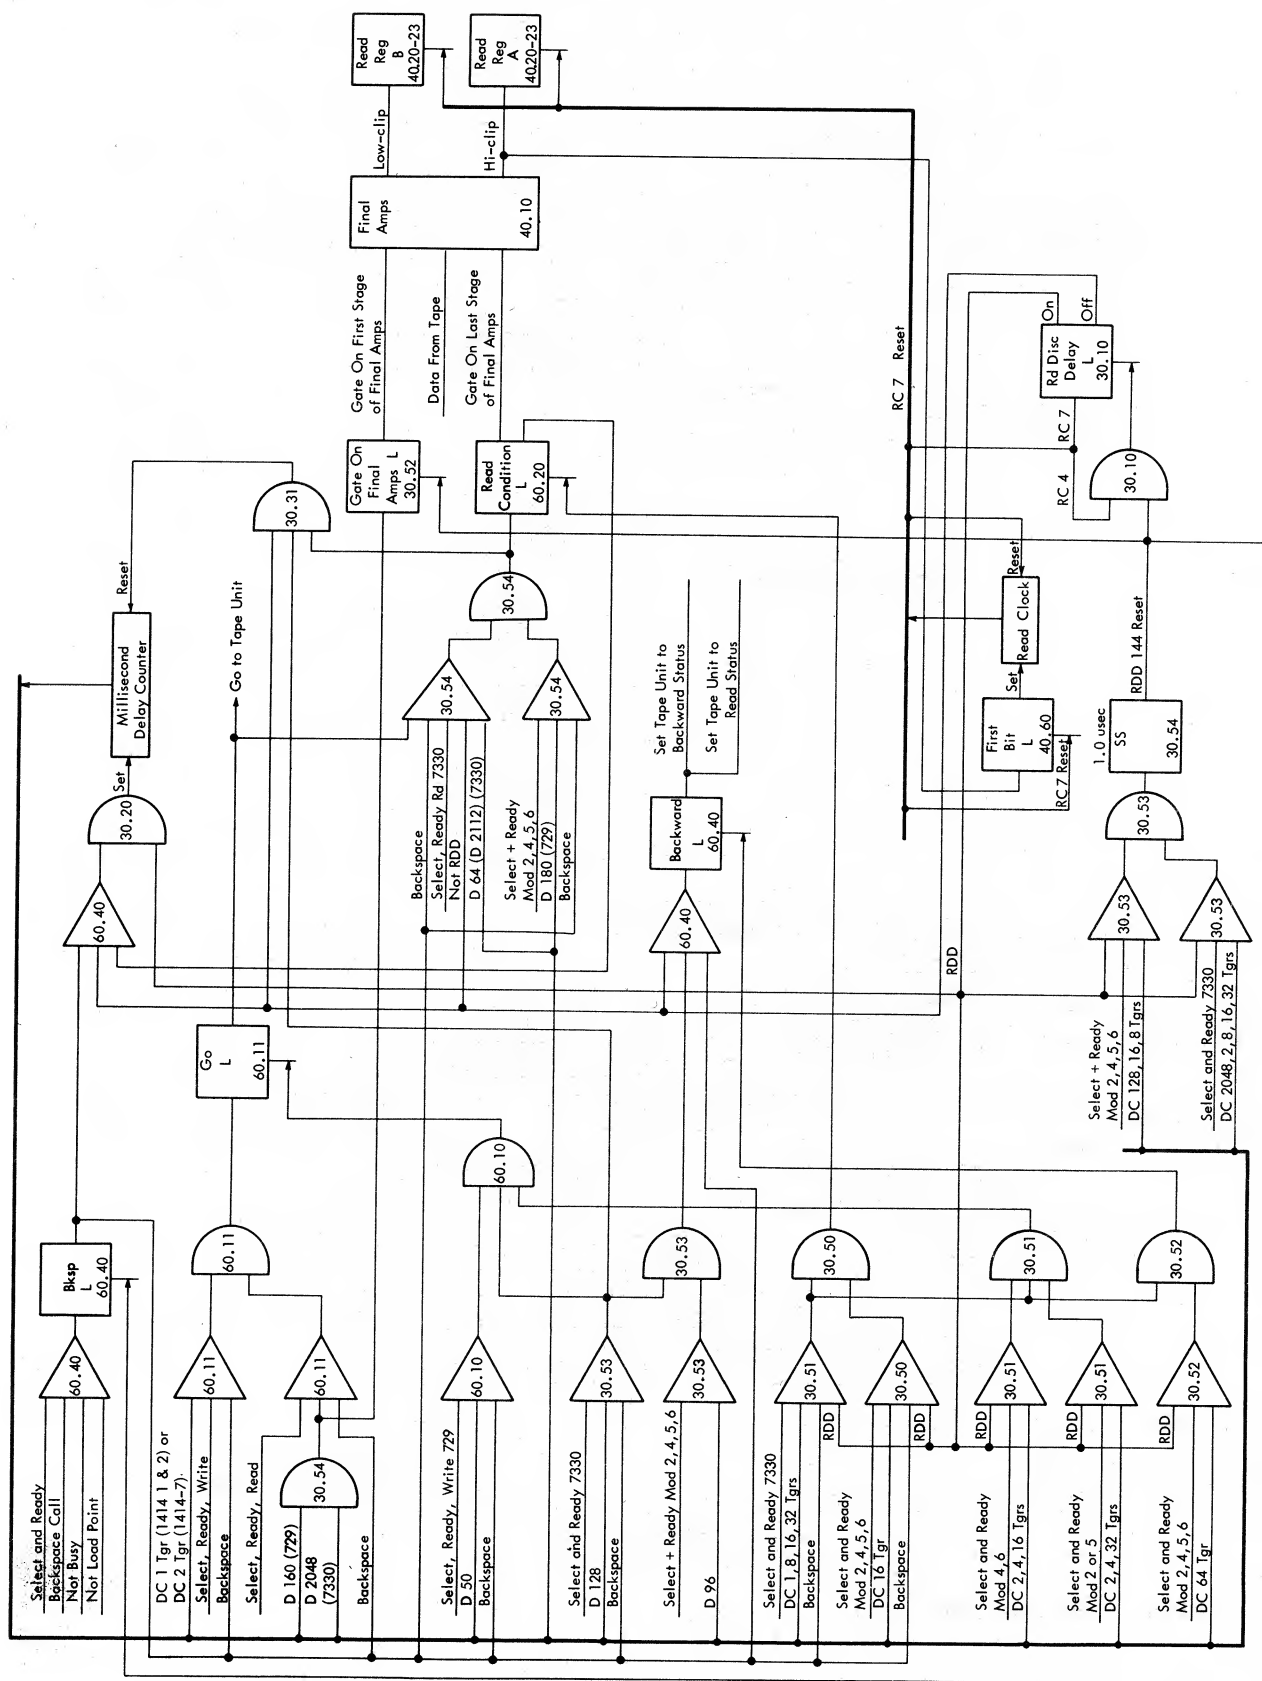 Read
Reg
B
40.20-23
Read
Reg
A
40.20-23
Low-clip
Hi-clip
Final
Amps
40.10
Gate On First Stage
of Final Amps
Data From Tape
Gate On Last Stage
of Final Amps
RC 7 Reset
On
Off
Rd Disc
Delay
L
30.10
RC 7
RC 4
30.10
Gate On
Final
Amps L
30.52
Read
Condition
L
60.20
30.31
Reset
Millisecond
Delay Counter
Set
30.20
60.40
Go to Tape Unit
30.54
30.54
30.54
Backspace
Select, Ready Rd 7330
Not RDD
D 64 (D 2112) (7330)
Select + Ready
Mod 2, 4, 5, 6
D 180 (729)
Backspace
Set Tape Unit to
Backward Status
Set Tape Unit to
Read Status
Backward
L
60.40
60.40
Reset
Read Clock
Set
First
Bit
L
40.60
RC7 Reset
RDD 144 Reset
1.0 usec
SS
30.54
30.53
30.53
30.53
RDD
Select + Ready
Mod 2, 4, 5, 6
DC 128, 16, 8 Tgrs
Select and Ready 7330
DC 2048, 2, 8, 16, 32 Tgrs
Go
L
60.11
60.10
Bksp
L
60.40
60.40
60.11
60.11
60.11
30.54
60.10
30.53
30.53
30.53
30.50
30.51
30.50
RDD
RDD
30.51
30.51
30.51
RDD
RDD
30.52
30.52
RDD
Select and Ready
Backspace Call
Not Busy
Not Load Point
DC 1 Tgr (1414 1 & 2) or
DC 2 Tgr (1414-7).
Select, Ready, Write
Backspace
Select, Ready, Read
D 160 (729)
D 2048
(7330)
Backspace
Select, Ready, Write 729
D 50
Backspace
Select and Ready 7330
D 128
Backspace
Select + Ready Mod 2, 4, 5, 6
D 96
Select and Ready 7330
DC 1, 8, 16, 32 Tgrs
Backspace
Select and Ready
Mod 2, 4, 5, 6
DC 16 Tgr
Backspace
Select and Ready
Mod 4, 6
DC 2, 4, 16 Tgrs
Select and Ready
Mod 2 or 5
DC 2, 4, 32 Tgrs
Select and Ready
Mod 2, 4, 5, 6
DC 64 Tgr